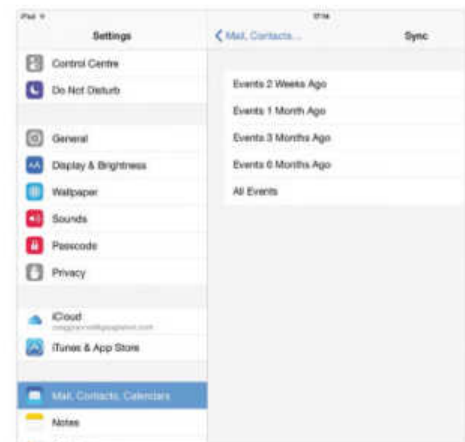 iPad
17:14
Settings
Mail, Contacts...
Sync
Control Centre
Do Not Disturb
Events 2 Weeks Ago
Events 1 Month Ago
Events 3 Months Ago
Events 6 Months Ago
All Events
General
Display & Brightness
Wallpaper
Sounds
Passcode
Privacy
iCloud
iTunes & App Store
Mail, Contacts, Calendars
Notes